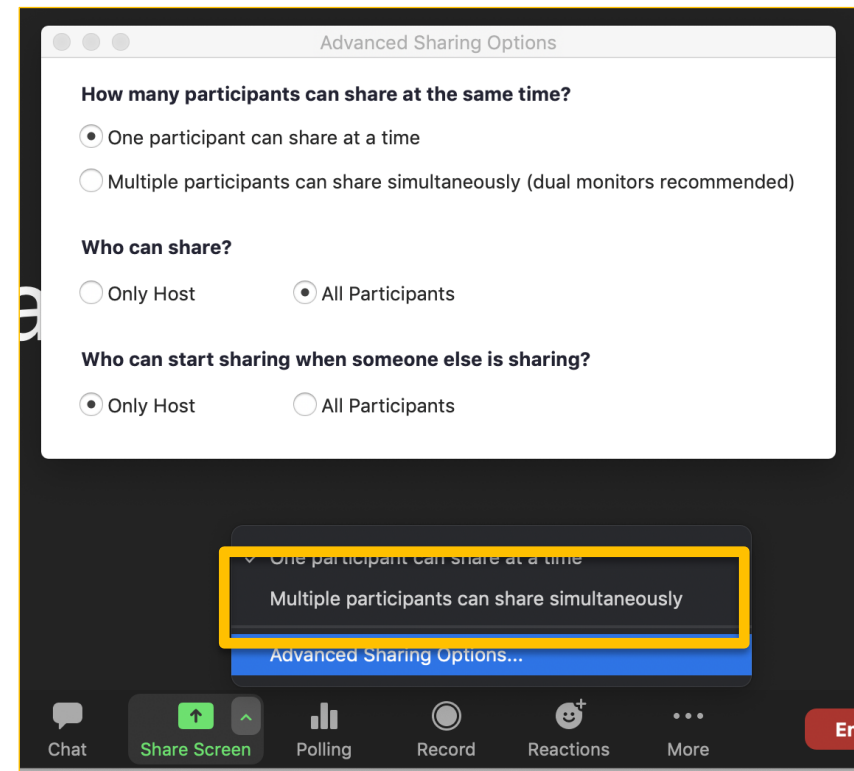 Advanced Sharing Options
How many participants can share at the same time?
One participant can share at a time
Multiple participants can share simultaneously (dual monitors recommended)
Who can share?
Only Host All Participants
a
Who can start sharing when someone else is sharing?
Only Host All Participants
One participant can share at a time
Multiple participants can share simultaneously
Advanced Sharing Options...
Chat Share Screen Polling Record Reactions More